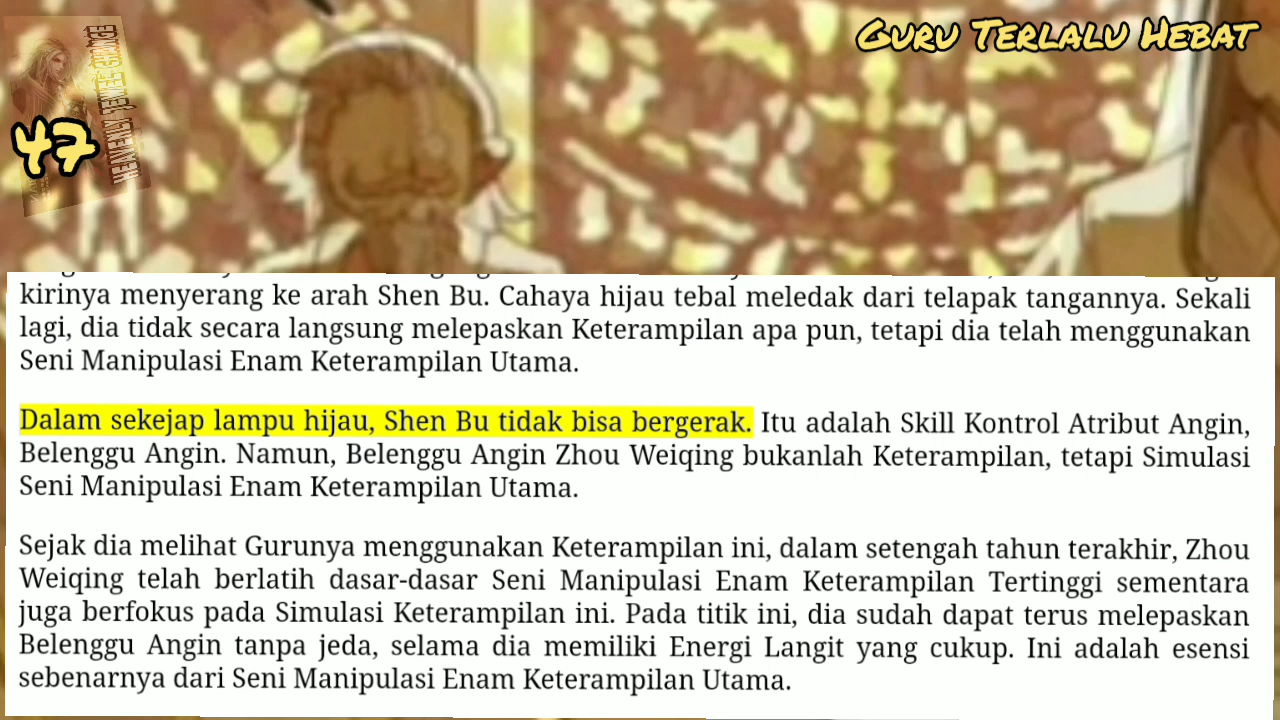 GURU TERLALU HEBAT
47
HEAVENLY JEWEL
kirinya menyerang ke arah Shen Bu. Cahaya hijau tebal meledak dari telapak tangannya. Sekali
lagi, dia tidak secara langsung melepaskan Keterampilan apa pun, tetapi dia telah menggunakan
Seni Manipulasi Enam Keterampilan Utama.
Dalam sekejap lampu hijau, Shen Bu tidak bisa bergerak. Itu adalah Skill Kontrol Atribut Angin,
Belenggu Angin. Namun, Belenggu Angin Zhou Weiqing bukanlah Keterampilan, tetapi Simulasi
Seni Manipulasi Enam Keterampilan Utama.
Sejak dia melihat Gurunya menggunakan Keterampilan ini, dalam setengah tahun terakhir, Zhou
Weiqing telah berlatih dasar-dasar Seni Manipulasi Enam Keterampilan Tertinggi sementara
juga berfokus pada Simulasi Keterampilan ini. Pada titik ini, dia sudah dapat terus melepaskan
Belenggu Angin tanpa jeda, selama dia memiliki Energi Langit yang cukup. Ini adalah esensi
sebenarnya dari Seni Manipulasi Enam Keterampilan Utama.